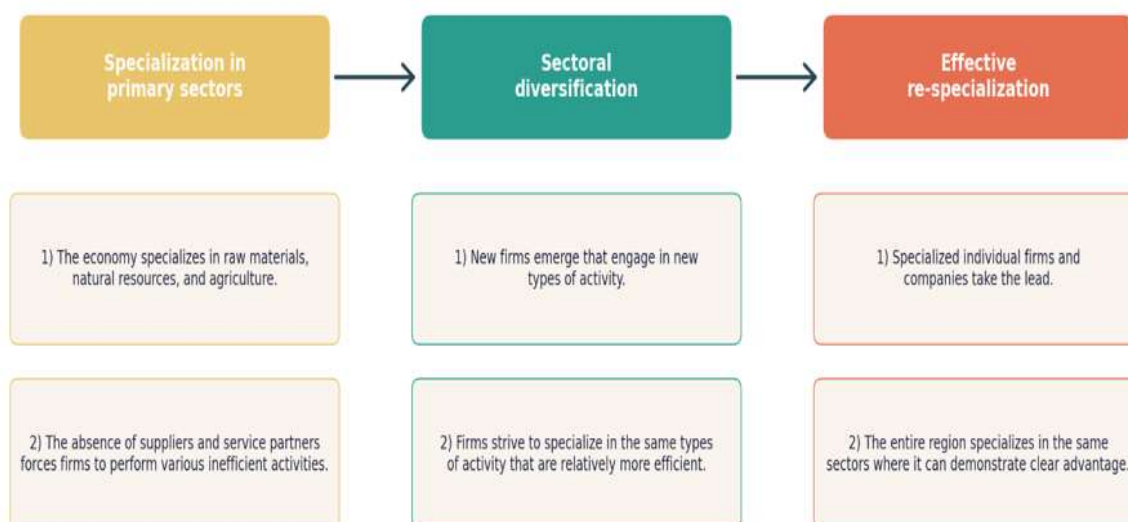 Specialization in
primary sectors
Sectoral
diversification
Effective
re-specialization
1) The economy specializes in raw materials,
natural resources, and agriculture.
1) New firms emerge that engage in new
types of activity.
1) Specialized individual firms and
companies take the lead.
2) The absence of suppliers and service partners
forces firms to perform various inefficient activities.
2) Firms strive to specialize in the same types
of activity that are relatively more efficient.
2) The entire region specializes in the same
sectors where it can demonstrate clear advantage.